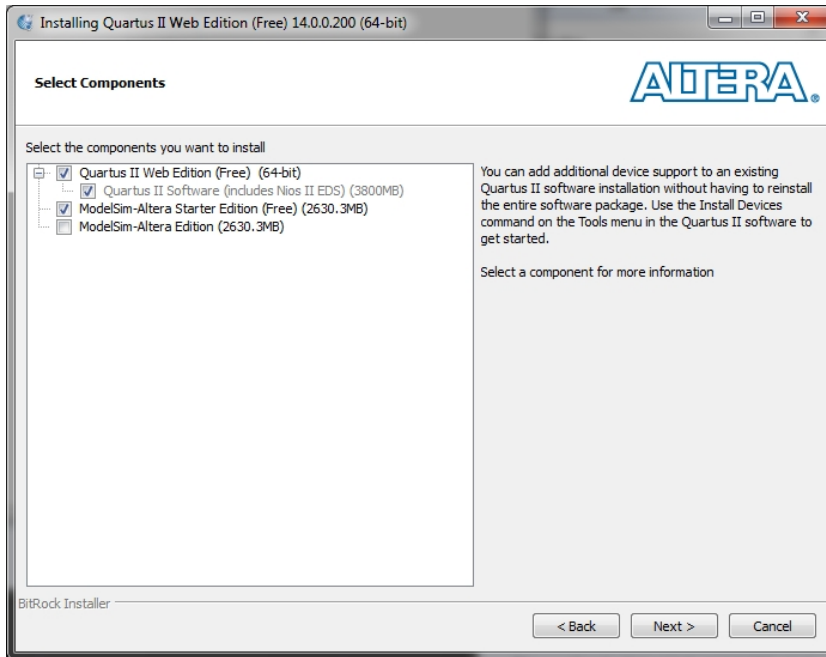 Installing Quartus II Web Edition (Free) 14.0.0.200 (64-bit)
Select Components
ALTERA®
Select the components you want to install
Quartus II Web Edition (Free)  (64-bit)
Quartus II Software (includes Nios II EDS) (3800MB)
ModelSim-Altera Starter Edition (Free) (2630.3MB)
ModelSim-Altera Edition (2630.3MB)
You can add additional device support to an existing
Quartus II software installation without having to reinstall
the entire software package. Use the Install Devices
command on the Tools menu in the Quartus II software to
get started.
Select a component for more information
BitRock Installer
< Back
Next >
Cancel